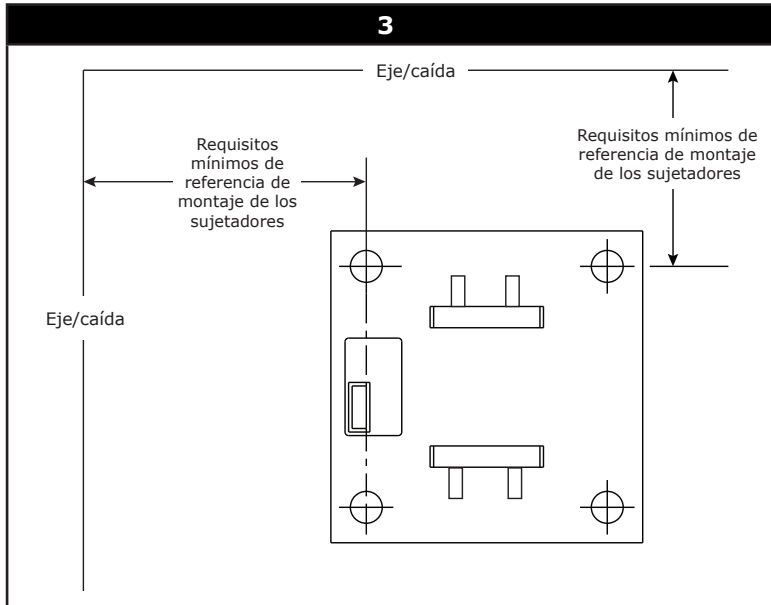 3
Eje/caída
Requisitos
mínimos de
referencia de
montaje de los
sujetadores
Requisitos mínimos de
referencia de montaje
de los sujetadores
Eje/caída